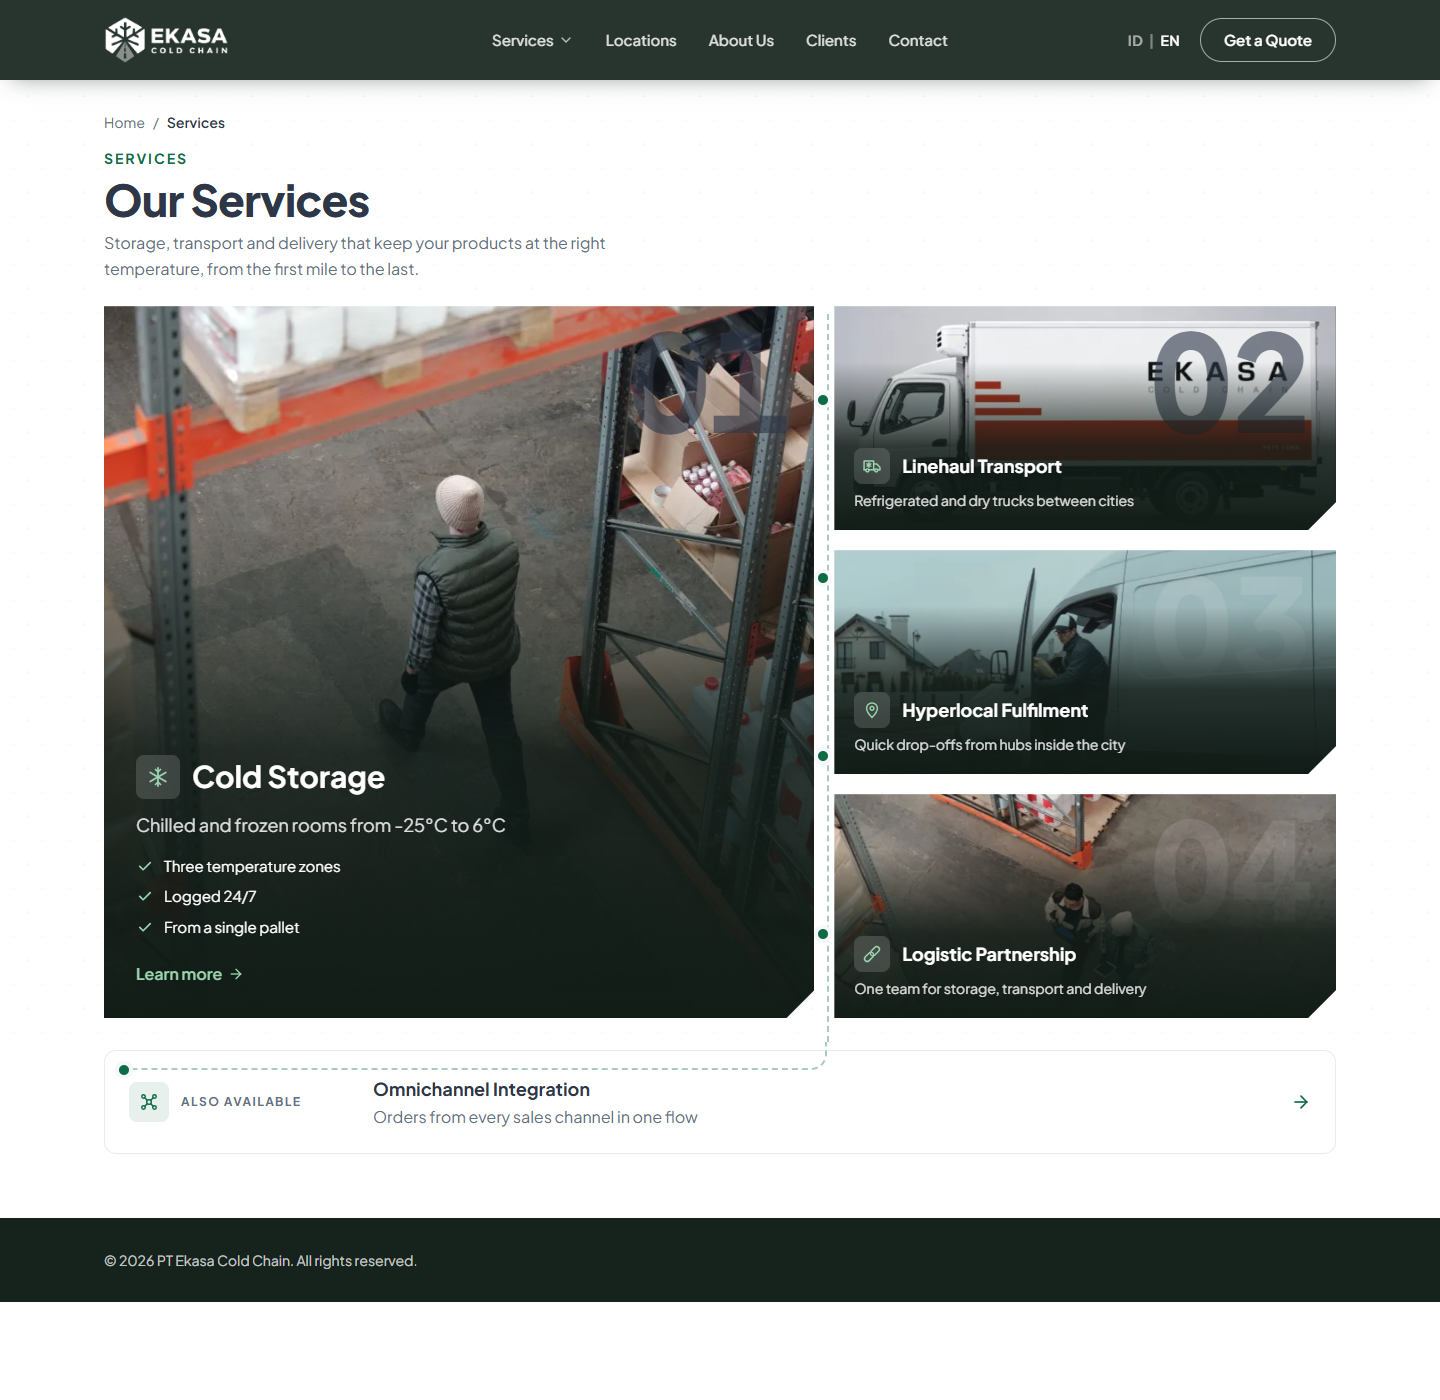 EKASA
COLD CHAIN
Services
Locations
About Us
Clients
Contact
ID | EN
Get a Quote
Home / Services
SERVICES
Our Services
Storage, transport and delivery that keep your products at the right
temperature, from the first mile to the last.
01
Cold Storage
Chilled and frozen rooms from -25°C to 6°C
Three temperature zones
Logged 24/7
From a single pallet
Learn more
02
EKASA
COLD CHAIN
Linehaul Transport
Refrigerated and dry trucks between cities
03
Hyperlocal Fulfilment
Quick drop-offs from hubs inside the city
04
Logistic Partnership
One team for storage, transport and delivery
ALSO AVAILABLE
Omnichannel Integration
Orders from every sales channel in one flow
© 2026 PT Ekasa Cold Chain. All rights reserved.